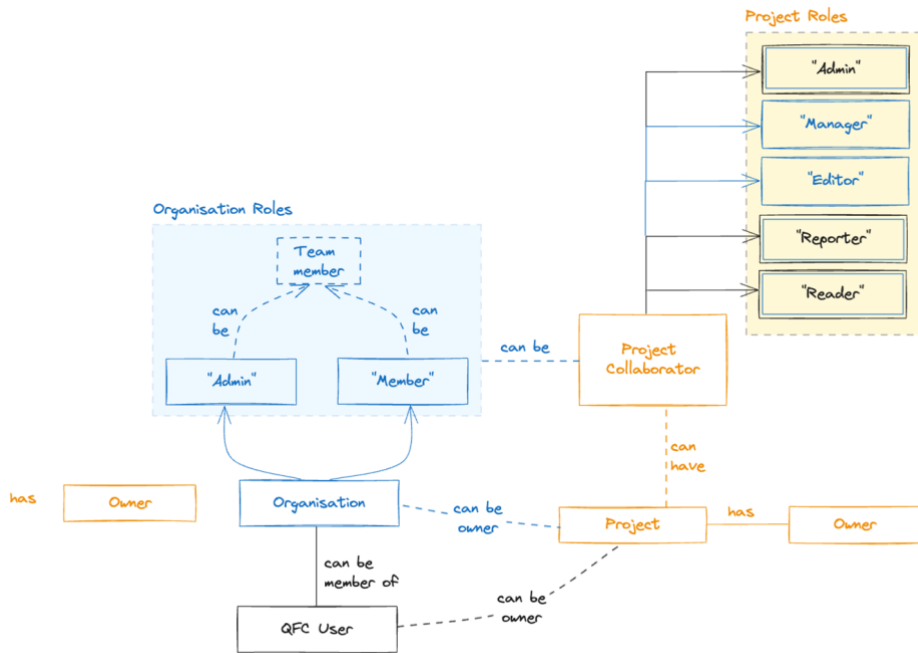 Project Roles
"Admin"
"Manager"
"Editor"
"Reporter"
"Reader"
Organisation Roles
Team
member
can
be
can
be
"Admin"
"Member"
can be
Project
Collaborator
can
have
has
Owner
Organisation
can be
owner
Project
has
Owner
can be
member of
can be
owner
QFC User